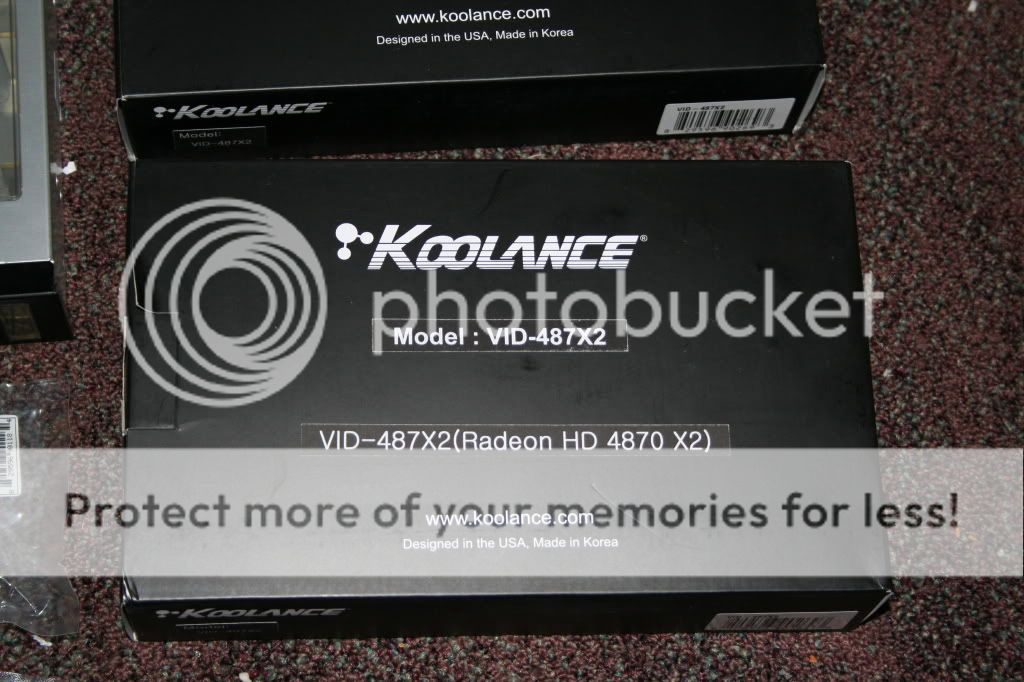 www.koolance.com
Designed in the USA, Made in Korea
KOOLANCE
Model:
VID-487X2
VID-487X2
KOOLANCE®
photobucket
Model : VID-487X2
VID-487X2(Radeon HD 4870 X2)
Protect more of your memories for less!
www.koolance.com
Designed in the USA, Made in Korea
KOOLANCE
Model: